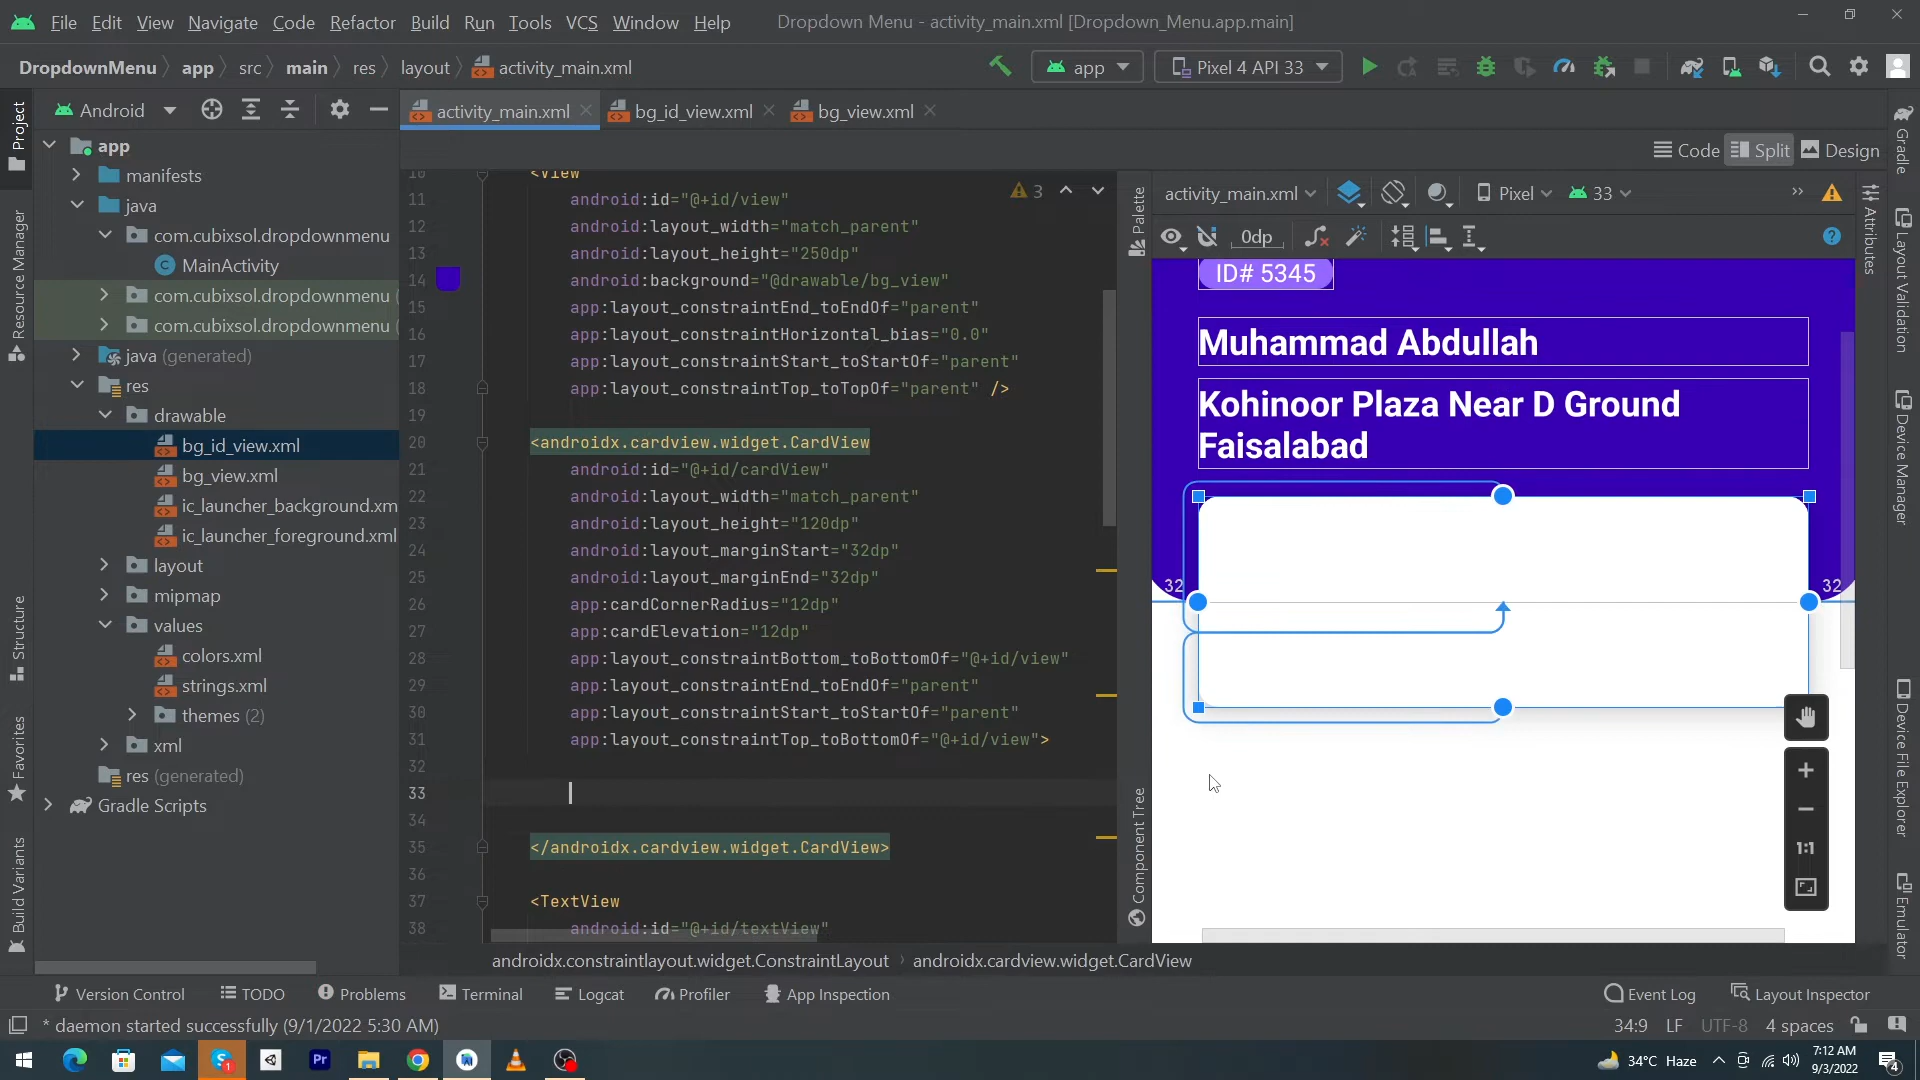 File Edit View Navigate Code Refactor Build Run Tools VCS Window Help Dropdown Menu - activity_main.xml [Dropdown_Menu.app.main]
DropdownMenu app src main res layout activity_main.xml app Pixel 4 API 33
Android activity_main.xml bg_id_view.xml bg_view.xml
Code Split Design
Project
Resource Manager
Structure
Favorites
Build Variants
app
manifests
java
com.cubixsol.dropdownmenu
MainActivity
com.cubixsol.dropdownmenu (
com.cubixsol.dropdownmenu (
java (generated)
res
drawable
bg_id_view.xml
bg_view.xml
ic_launcher_background.xm
ic_launcher_foreground.xml
layout
mipmap
values
colors.xml
strings.xml
themes (2)
xml
res (generated)
Gradle Scripts
3
10 <View
11 android:id="@+id/view"
12 android:layout_width="match_parent"
13 android:layout_height="250dp"
14 android:background="@drawable/bg_view"
15 app:layout_constraintEnd_toEndOf="parent"
16 app:layout_constraintHorizontal_bias="0.0"
17 app:layout_constraintStart_toStartOf="parent"
18 app:layout_constraintTop_toTopOf="parent" />
19
20 <androidx.cardview.widget.CardView
21 android:id="@+id/cardView"
22 android:layout_width="match_parent"
23 android:layout_height="120dp"
24 android:layout_marginStart="32dp"
25 android:layout_marginEnd="32dp"
26 app:cardCornerRadius="12dp"
27 app:cardElevation="12dp"
28 app:layout_constraintBottom_toBottomOf="@+id/view"
29 app:layout_constraintEnd_toEndOf="parent"
30 app:layout_constraintStart_toStartOf="parent"
31 app:layout_constraintTop_toBottomOf="@+id/view">
32
33
34
35 </androidx.cardview.widget.CardView>
36
37 <TextView
38 android:id="@+id/textView"
androidx.constraintlayout.widget.ConstraintLayout androidx.cardview.widget.CardView
Palette
Component Tree
activity_main.xml Pixel 33
0dp
ID# 5345
Muhammad Abdullah
Kohinoor Plaza Near D Ground
Faisalabad
32 32
1:1
Attributes
Gradle
Layout Validation
Device Manager
Device File Explorer
Emulator
Version Control TODO Problems Terminal Logcat Profiler App Inspection Event Log Layout Inspector
* daemon started successfully (9/1/2022 5:30 AM) 34:9 LF UTF-8 4 spaces
1 Pr 34°C Haze 7:12 AM
9/3/2022 4